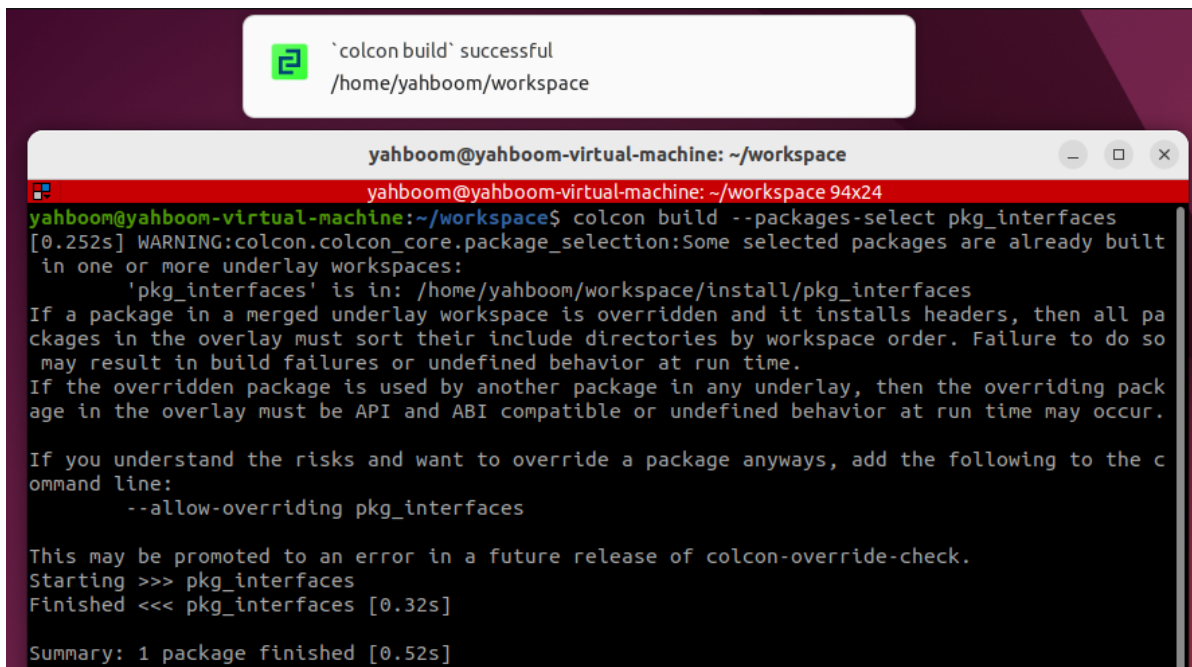 `colcon build` successful
/home/yahboom/workspace
yahboom@yahboom-virtual-machine: ~/workspace
yahboom@yahboom-virtual-machine: ~/workspace 94x24
yahboom@yahboom-virtual-machine:~/workspace$ colcon build --packages-select pkg_interfaces
[0.252s] WARNING:colcon.colcon_core.package_selection:Some selected packages are already built
 in one or more underlay workspaces:
        'pkg_interfaces' is in: /home/yahboom/workspace/install/pkg_interfaces
If a package in a merged underlay workspace is overridden and it installs headers, then all pa
ckages in the overlay must sort their include directories by workspace order. Failure to do so
 may result in build failures or undefined behavior at run time.
If the overridden package is used by another package in any underlay, then the overriding pack
age in the overlay must be API and ABI compatible or undefined behavior at run time may occur.
If you understand the risks and want to override a package anyways, add the following to the c
ommand line:
        --allow-overriding pkg_interfaces
This may be promoted to an error in a future release of colcon-override-check.
Starting >>> pkg_interfaces
Finished <<< pkg_interfaces [0.32s]
Summary: 1 package finished [0.52s]